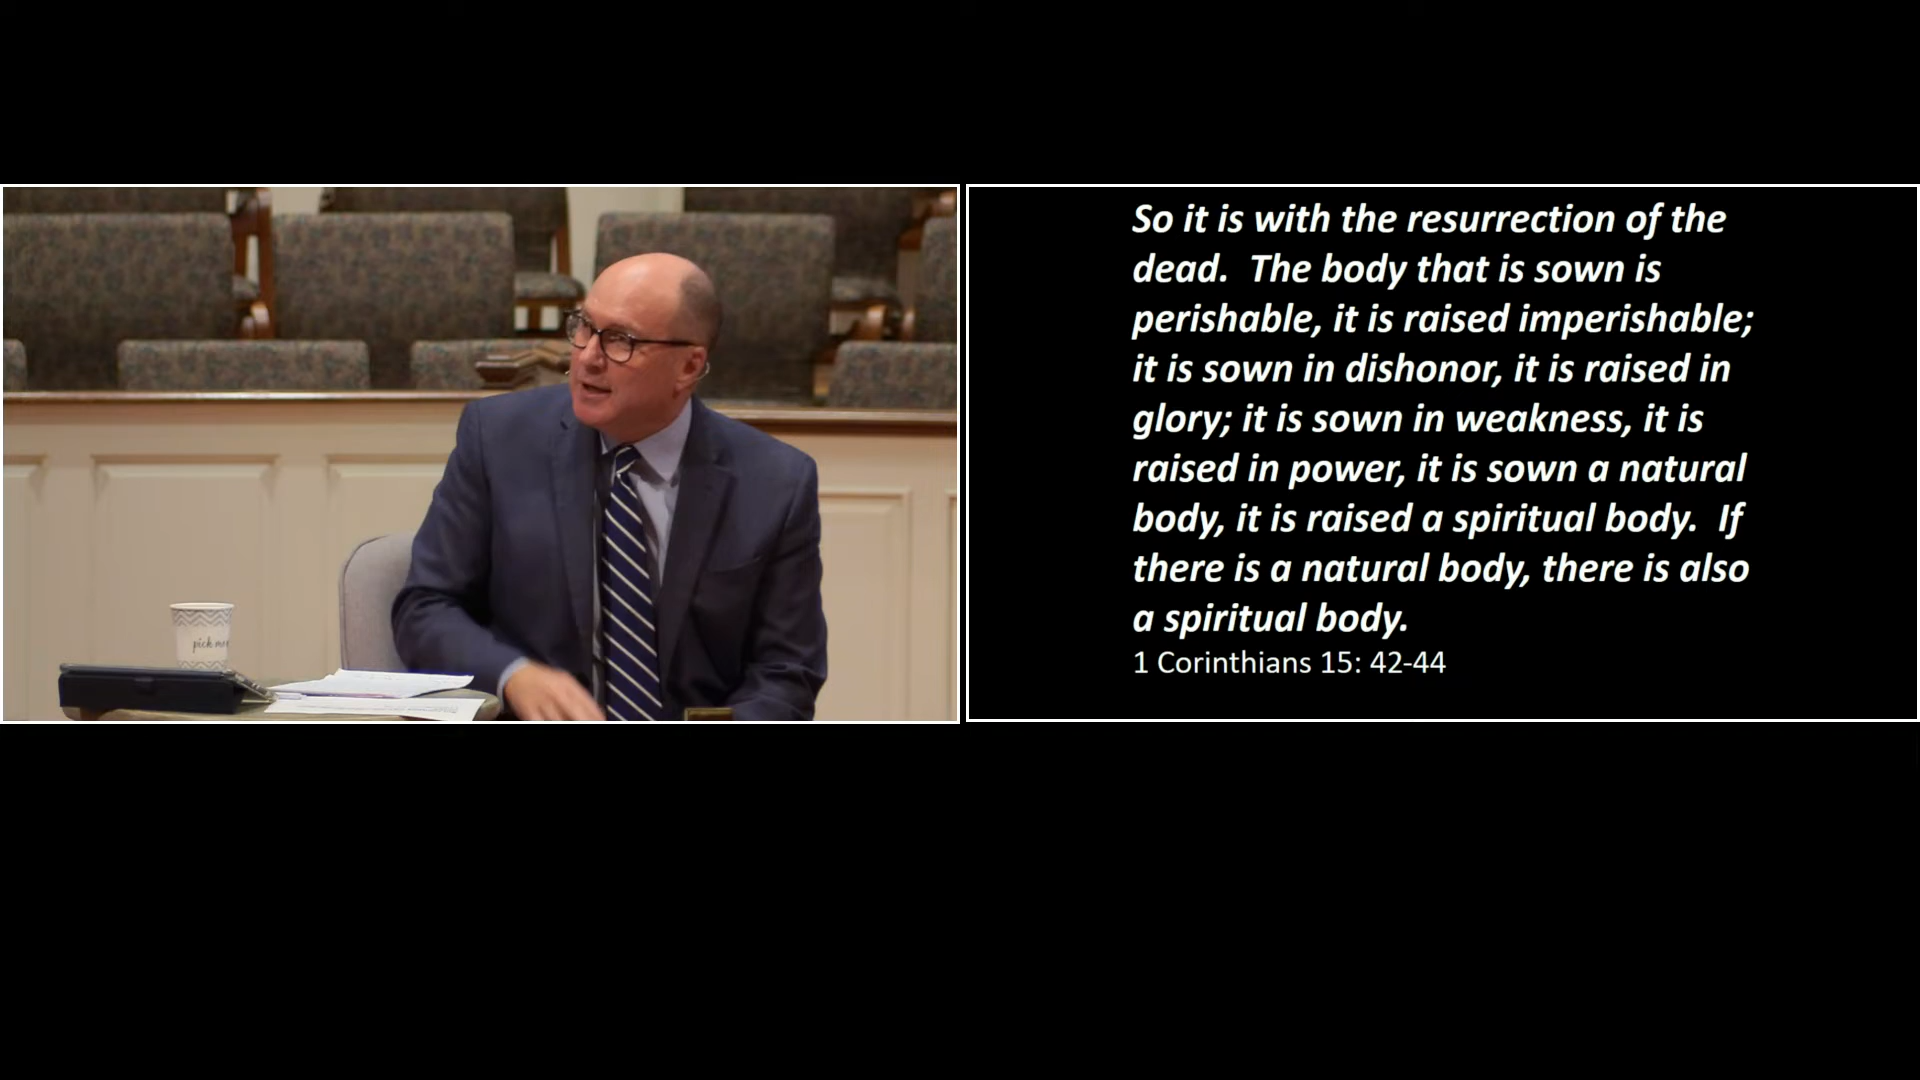 So it is with the resurrection of the
dead.  The body that is sown is
perishable, it is raised imperishable;
it is sown in dishonor, it is raised in
glory; it is sown in weakness, it is
raised in power, it is sown a natural
body, it is raised a spiritual body.  If
there is a natural body, there is also
a spiritual body.
1 Corinthians 15: 42-44
pick